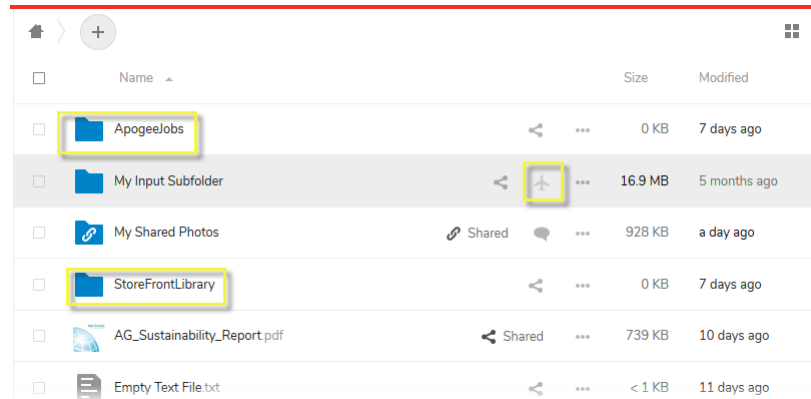 Name Size Modified
ApogeeJobs 0 KB 7 days ago
My Input Subfolder 16.9 MB 5 months ago
My Shared Photos Shared 928 KB a day ago
StoreFrontLibrary 0 KB 7 days ago
AG_Sustainability_Report.pdf Shared 739 KB 10 days ago
Empty Text File.txt < 1 KB 11 days ago